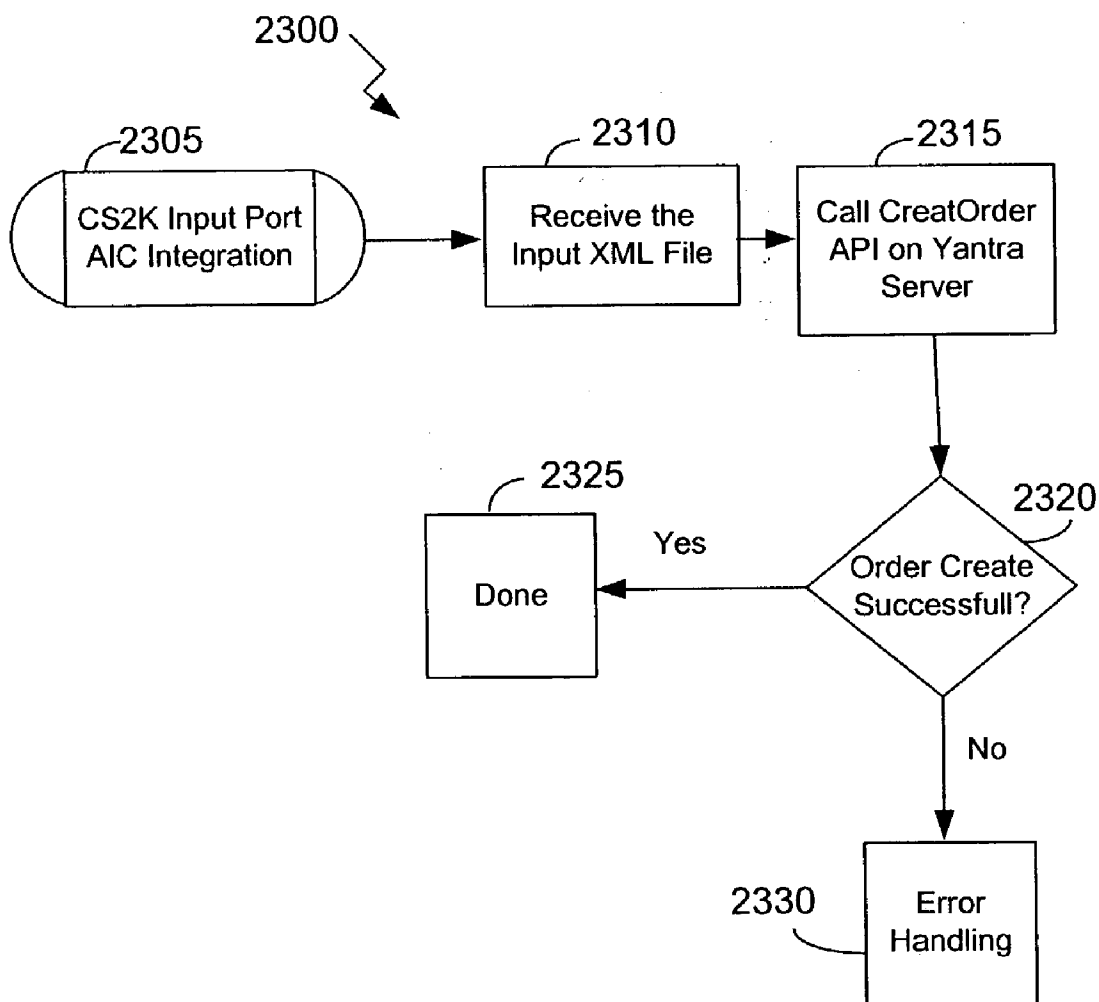 2300
2305
CS2K Input Port
AIC Integration
2310
Receive the
Input XML File
2315
Call CreatOrder
API on Yantra
Server
2320
Order Create
Successfull?
Yes
2325
Done
No
2330
Error
Handling